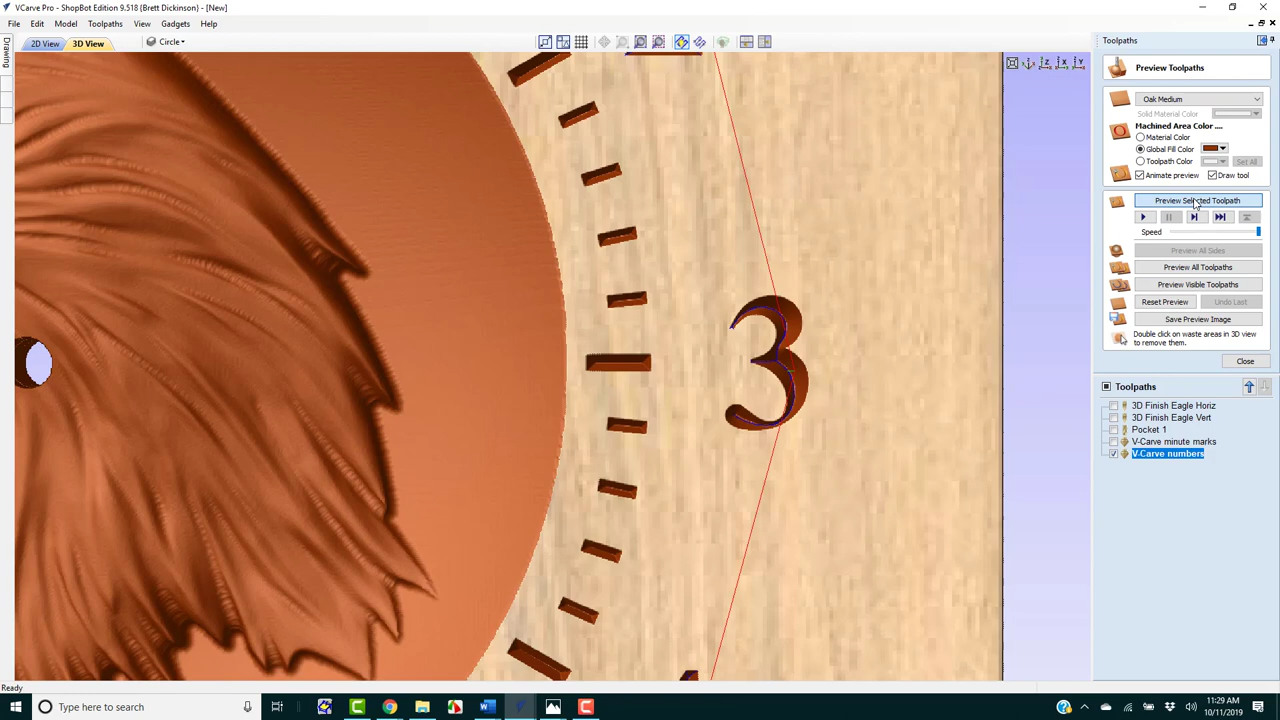 VCarve Pro - ShopBot Edition 9.518 (Brett Dickinson) - [New]
File Edit Model Toolpaths View Gadgets Help
2D View 3D View Circle
Drawing
Z X Y
3
Toolpaths
Preview Toolpaths
Oak Medium
Solid Material Color
Machined Area Color ....
Material Color
Global Fill Color
Toolpath Color Set All
Animate preview Draw tool
Preview Selected Toolpath
Speed
Preview All Sides
Preview All Toolpaths
Preview Visible Toolpaths
Reset Preview Undo Last
Save Preview Image
Double click on waste areas in 3D view
to remove them.
Close
Toolpaths
3D Finish Eagle Horiz
3D Finish Eagle Vert
Pocket 1
V-Carve minute marks
V-Carve numbers
Ready
Type here to search
11:29 AM
10/11/2019